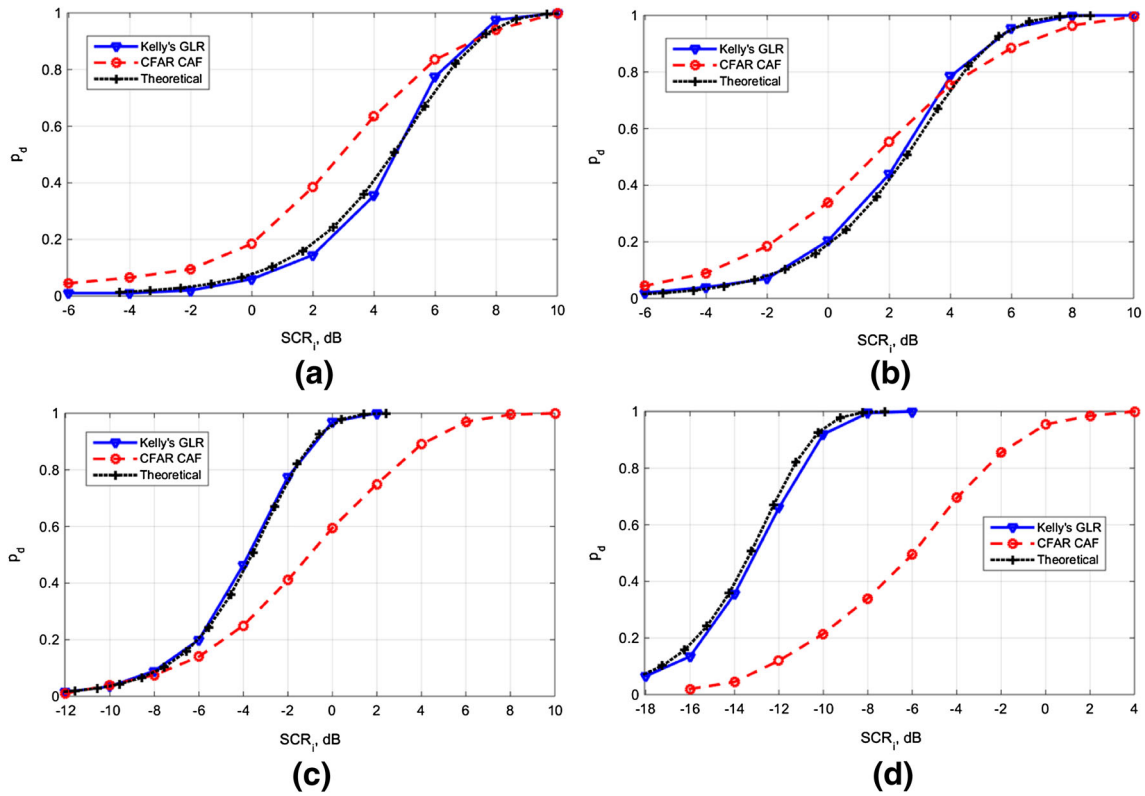 1
0.8
0.6
0.4
0.2
0
p_d
Kelly's GLR
CFAR CAF
Theoretical
-6 -4 -2 0 2 4 6 8 10
SCR_i, dB
(a)
1
0.8
0.6
0.4
0.2
0
p_d
Kelly's GLR
CFAR CAF
Theoretical
-6 -4 -2 0 2 4 6 8 10
SCR_i, dB
(b)
1
0.8
0.6
0.4
0.2
0
p_d
Kelly's GLR
CFAR CAF
Theoretical
-12 -10 -8 -6 -4 -2 0 2 4 6 8 10
SCR_i, dB
(c)
1
0.8
0.6
0.4
0.2
0
p_d
Kelly's GLR
CFAR CAF
Theoretical
-18 -16 -14 -12 -10 -8 -6 -4 -2 0 2 4
SCR_i, dB
(d)